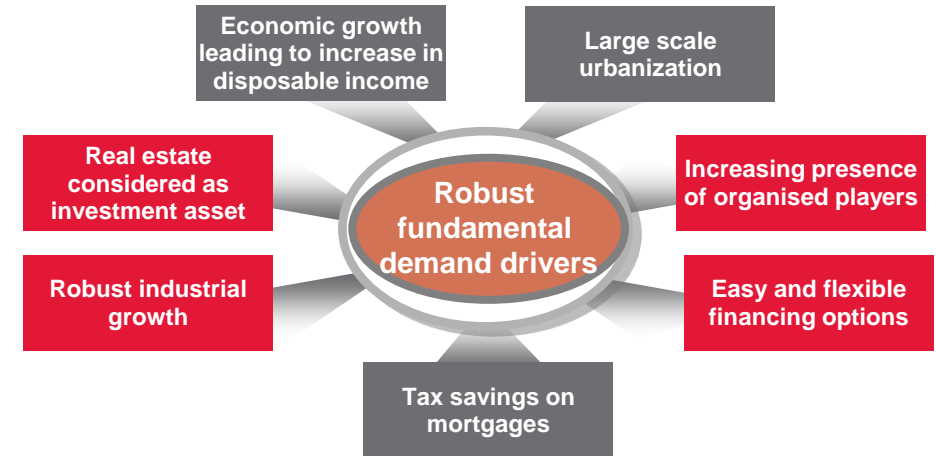 Economic growth
leading to increase in
disposable income
Large scale
urbanization
Real estate
considered as
investment asset
Increasing presence
of organised players
Robust
fundamental
demand drivers
Robust industrial
growth
Easy and flexible
financing options
Tax savings on
mortgages